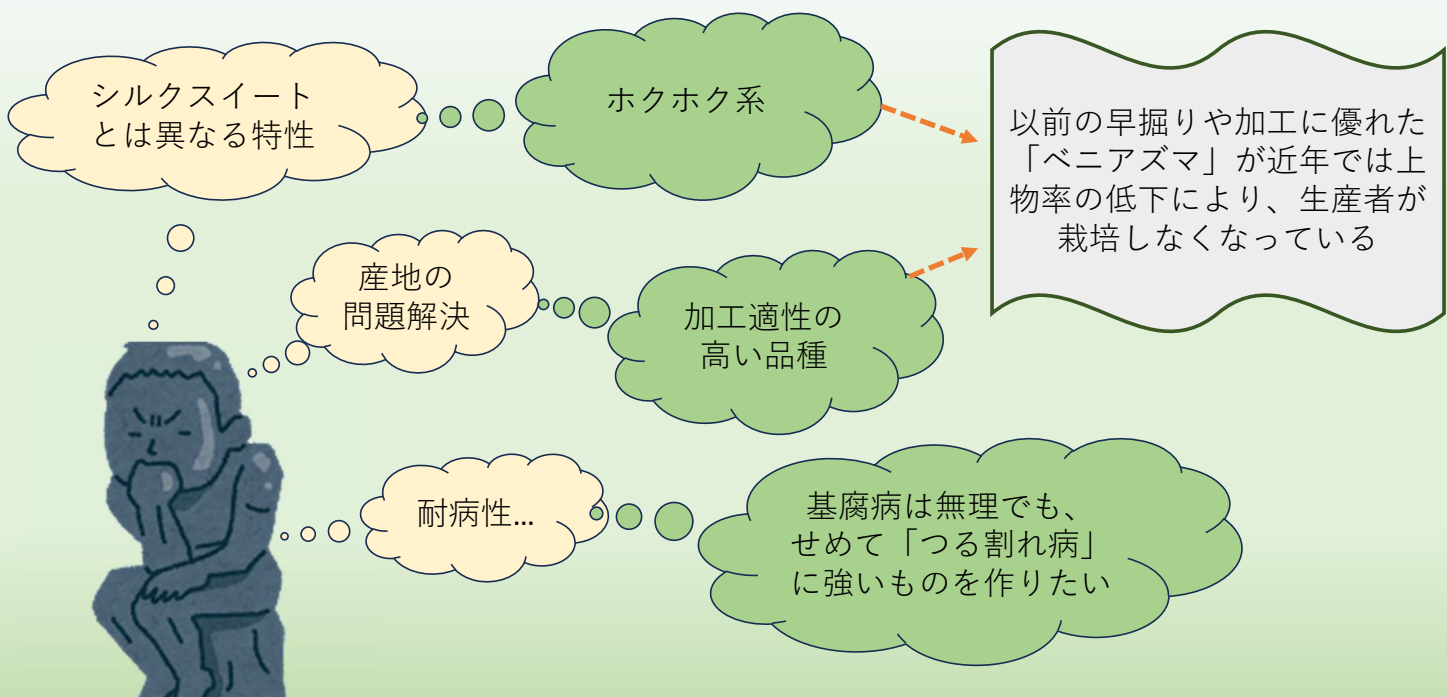 シルクスイート
とは異なる特性
ホクホク系
以前の早掘りや加工に優れた
「ベニアズマ」が近年では上
物率の低下により、生産者が
栽培しなくなっている
産地の
問題解決
加工適性の
高い品種
耐病性...
基腐病は無理でも、
せめて「つる割れ病」
に強いものを作りたい